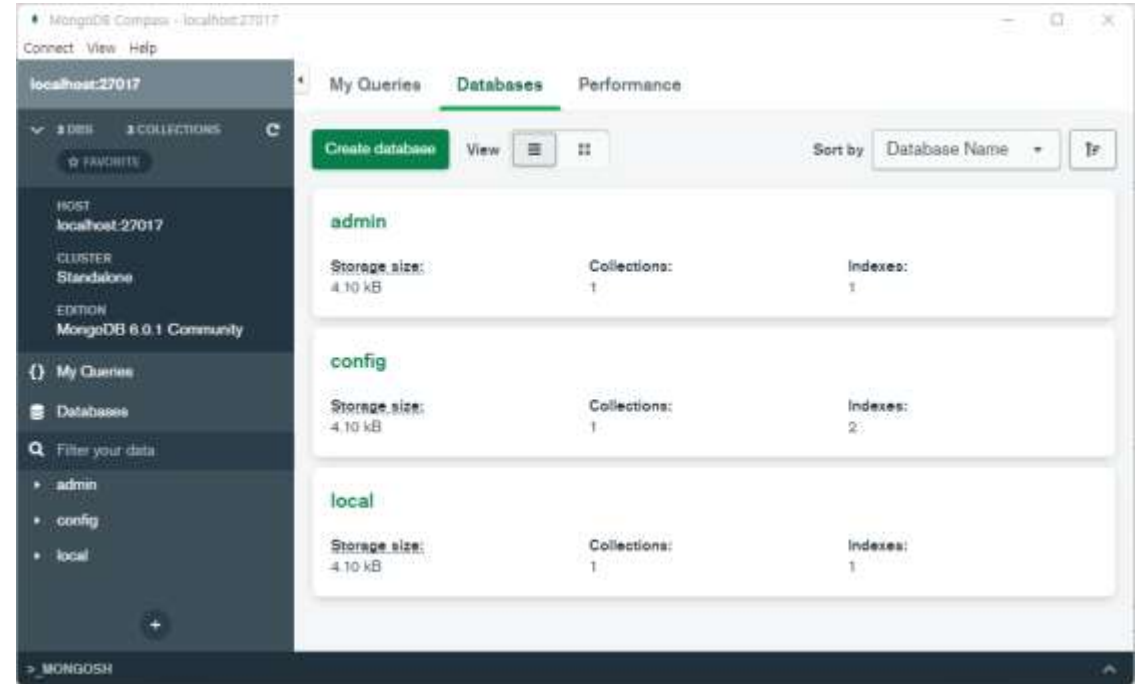 MongoDB Compass - localhost:27017
Connect View Help
localhost:27017
My Queries Databases Performance
3 DBS 3 COLLECTIONS
FAVORITE
Create database View Sort by Database Name
HOST
localhost:27017
CLUSTER
Standalone
EDITION
MongoDB 6.0.1 Community
{} My Queries
Databases
Filter your data
admin
config
local
admin
Storage size: Collections: Indexes:
4.10 kB 1 1
config
Storage size: Collections: Indexes:
4.10 kB 1 2
local
Storage size: Collections: Indexes:
4.10 kB 1 1
>_MONGOSH